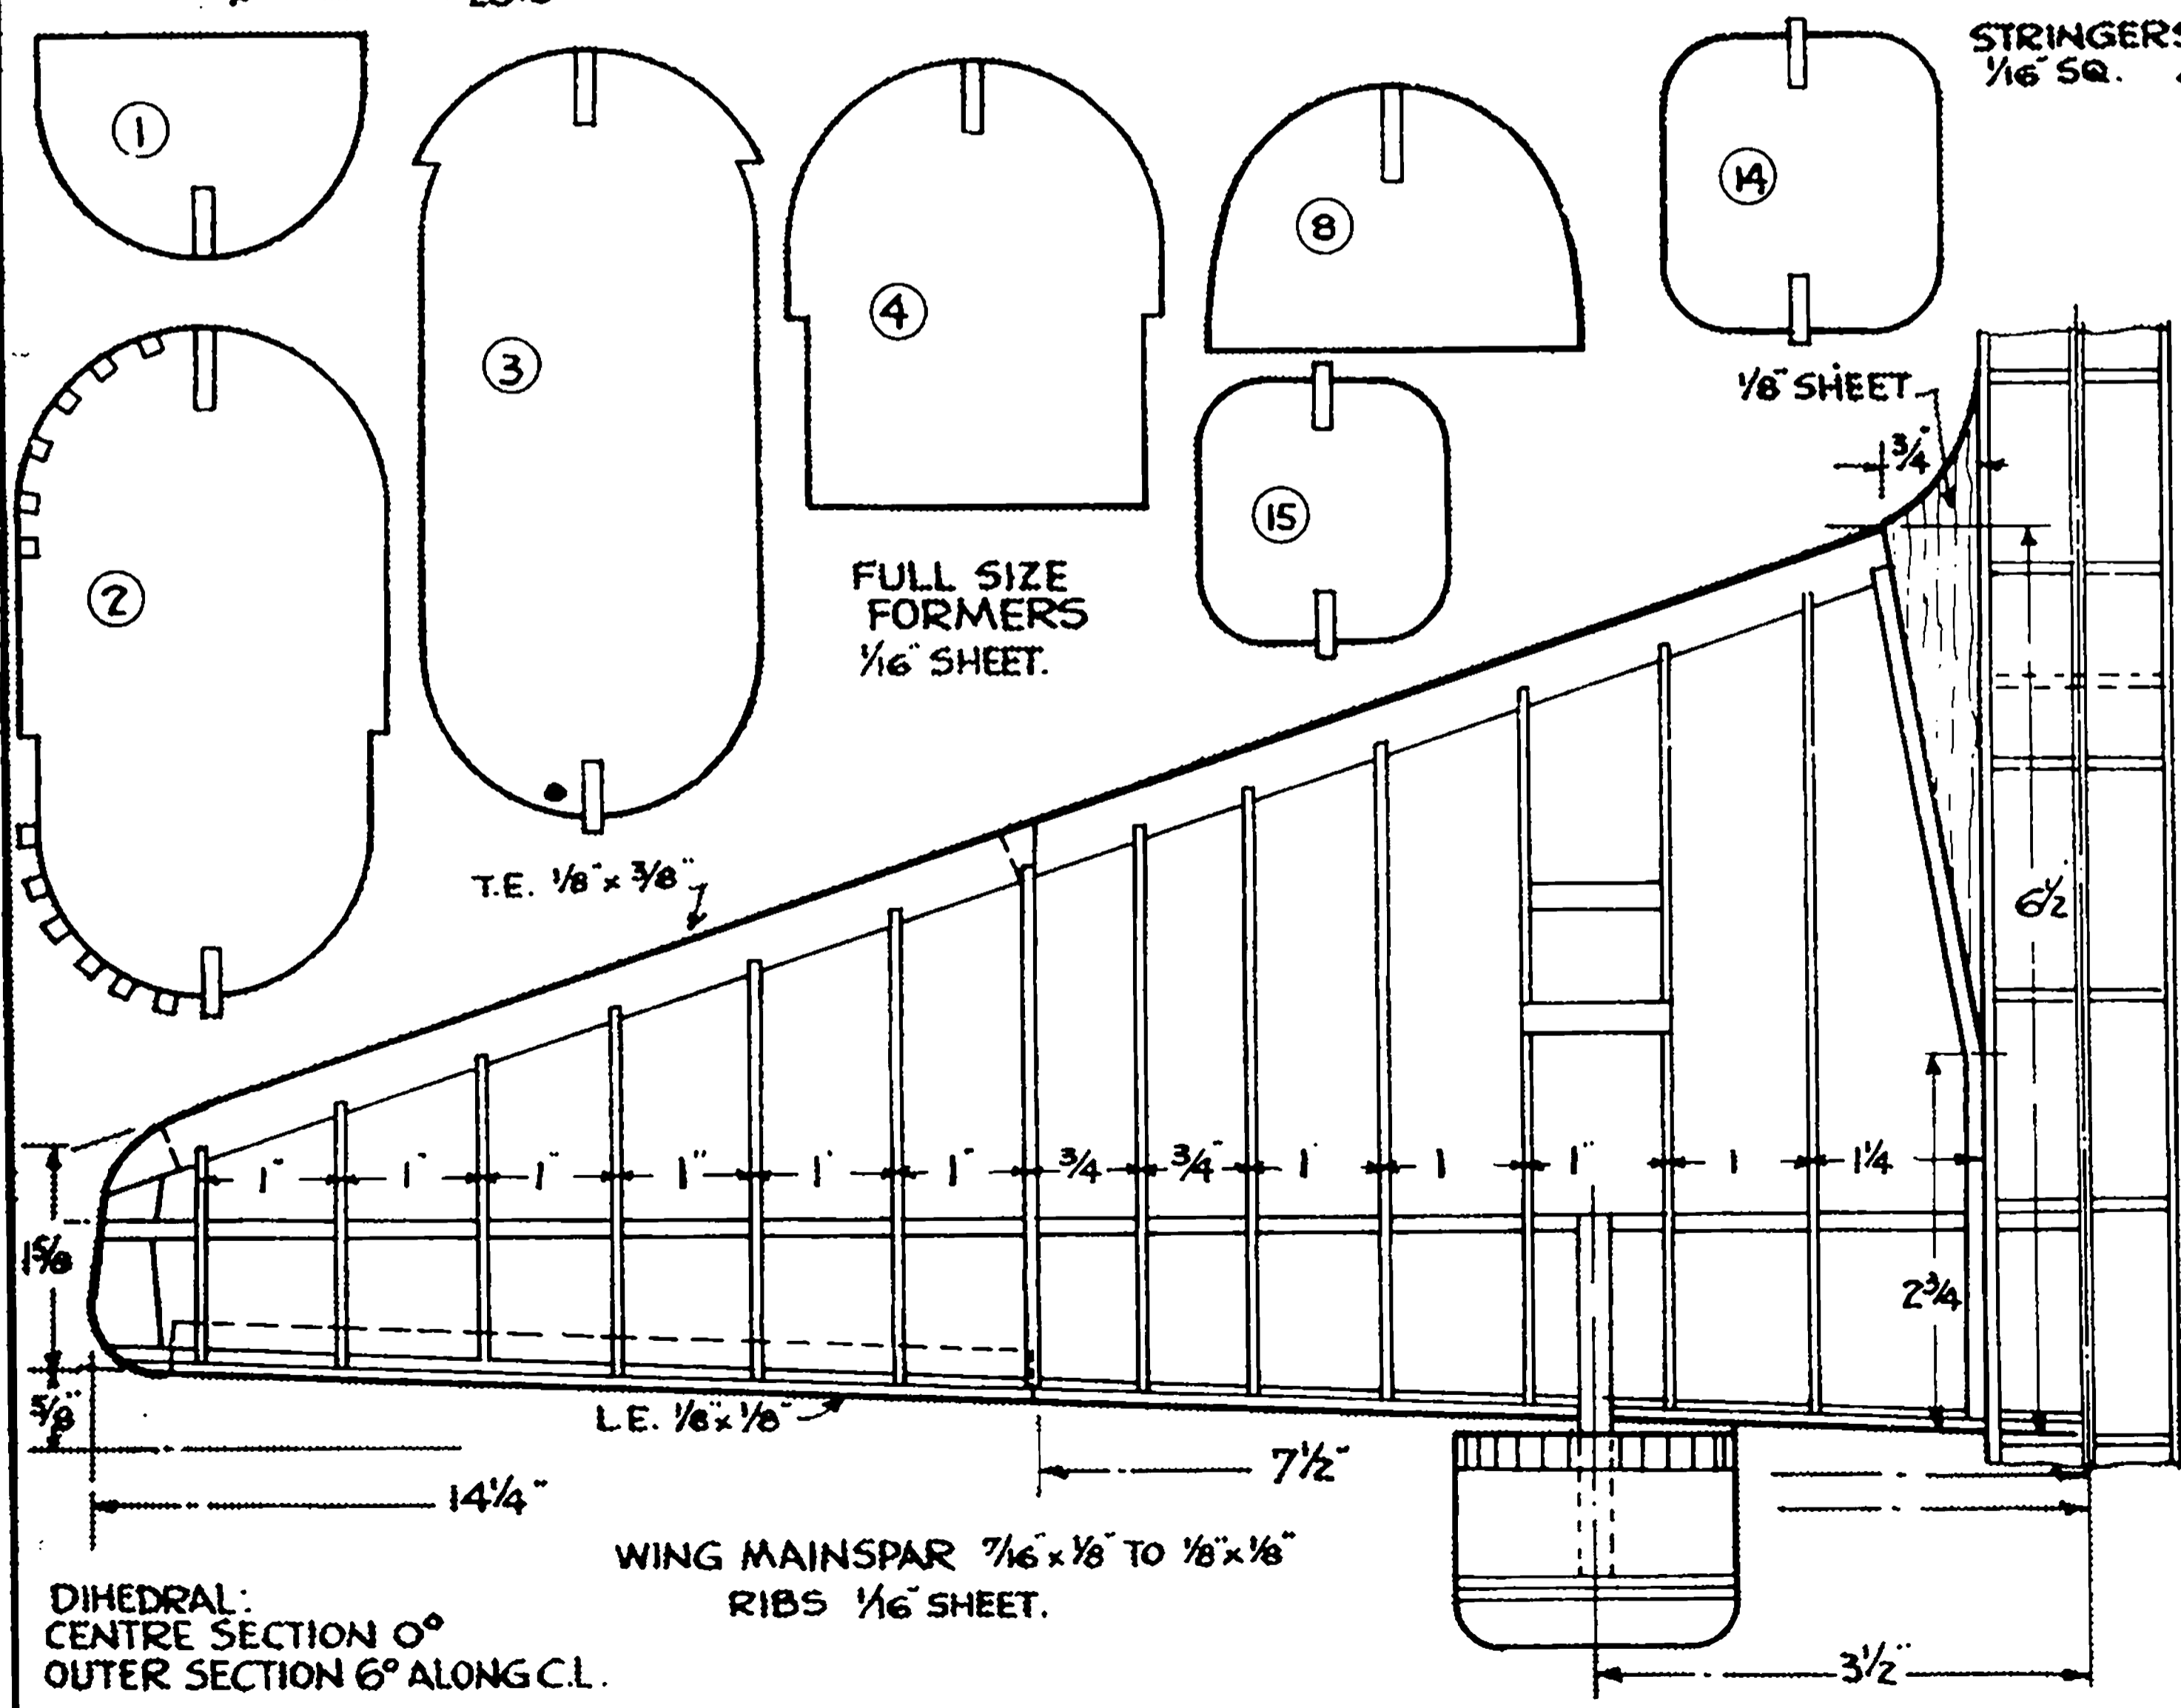 STRINGERS
1/16" SQ.
1
2
3
4
8
14
15
1/8" SHEET
3/4"
FULL SIZE
FORMERS
1/16" SHEET.
6 1/2
T.E. 1/8" x 3/8"
1" 1" 1" 1" 1" 1" 3/4 3/4" 1 1 1" 1 1 1/4
1 5/8
2 3/4
5/8"
L.E. 1/8" x 1/8"
7 1/2"
14 1/4"
WING MAINSPAR 7/16" x 1/8" TO 1/8" x 1/8"
RIBS 1/16" SHEET.
DIHEDRAL:
CENTRE SECTION 0°
OUTER SECTION 6° ALONG C.L.
3 1/2"